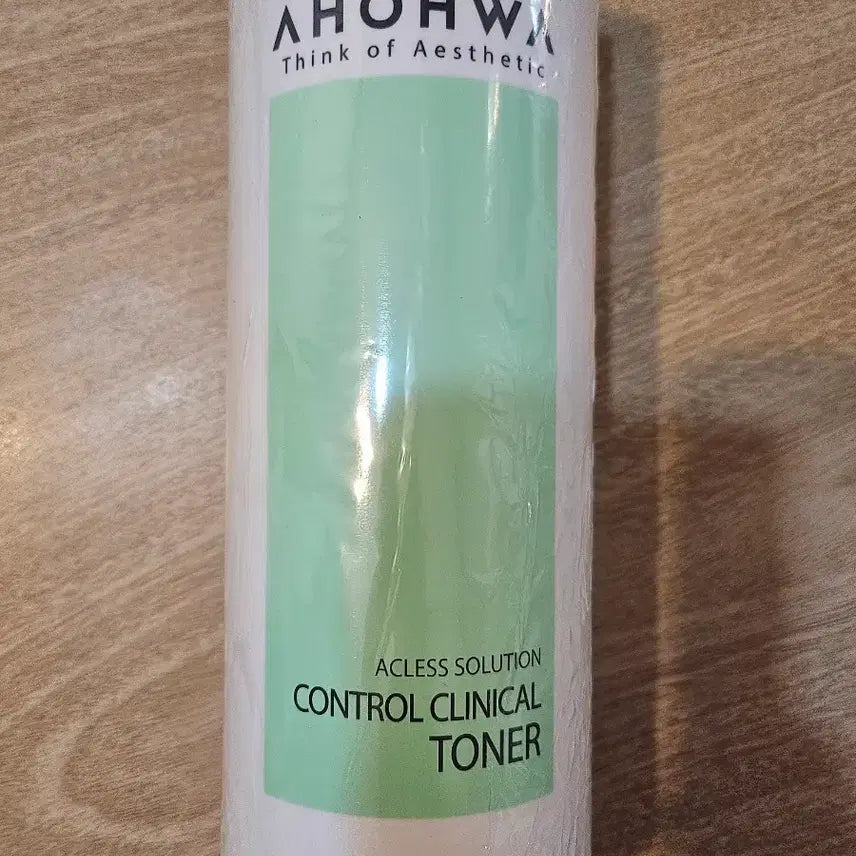 AHOHWA
Think of Aesthetic
ACLESS SOLUTION
CONTROL CLINICAL
TONER